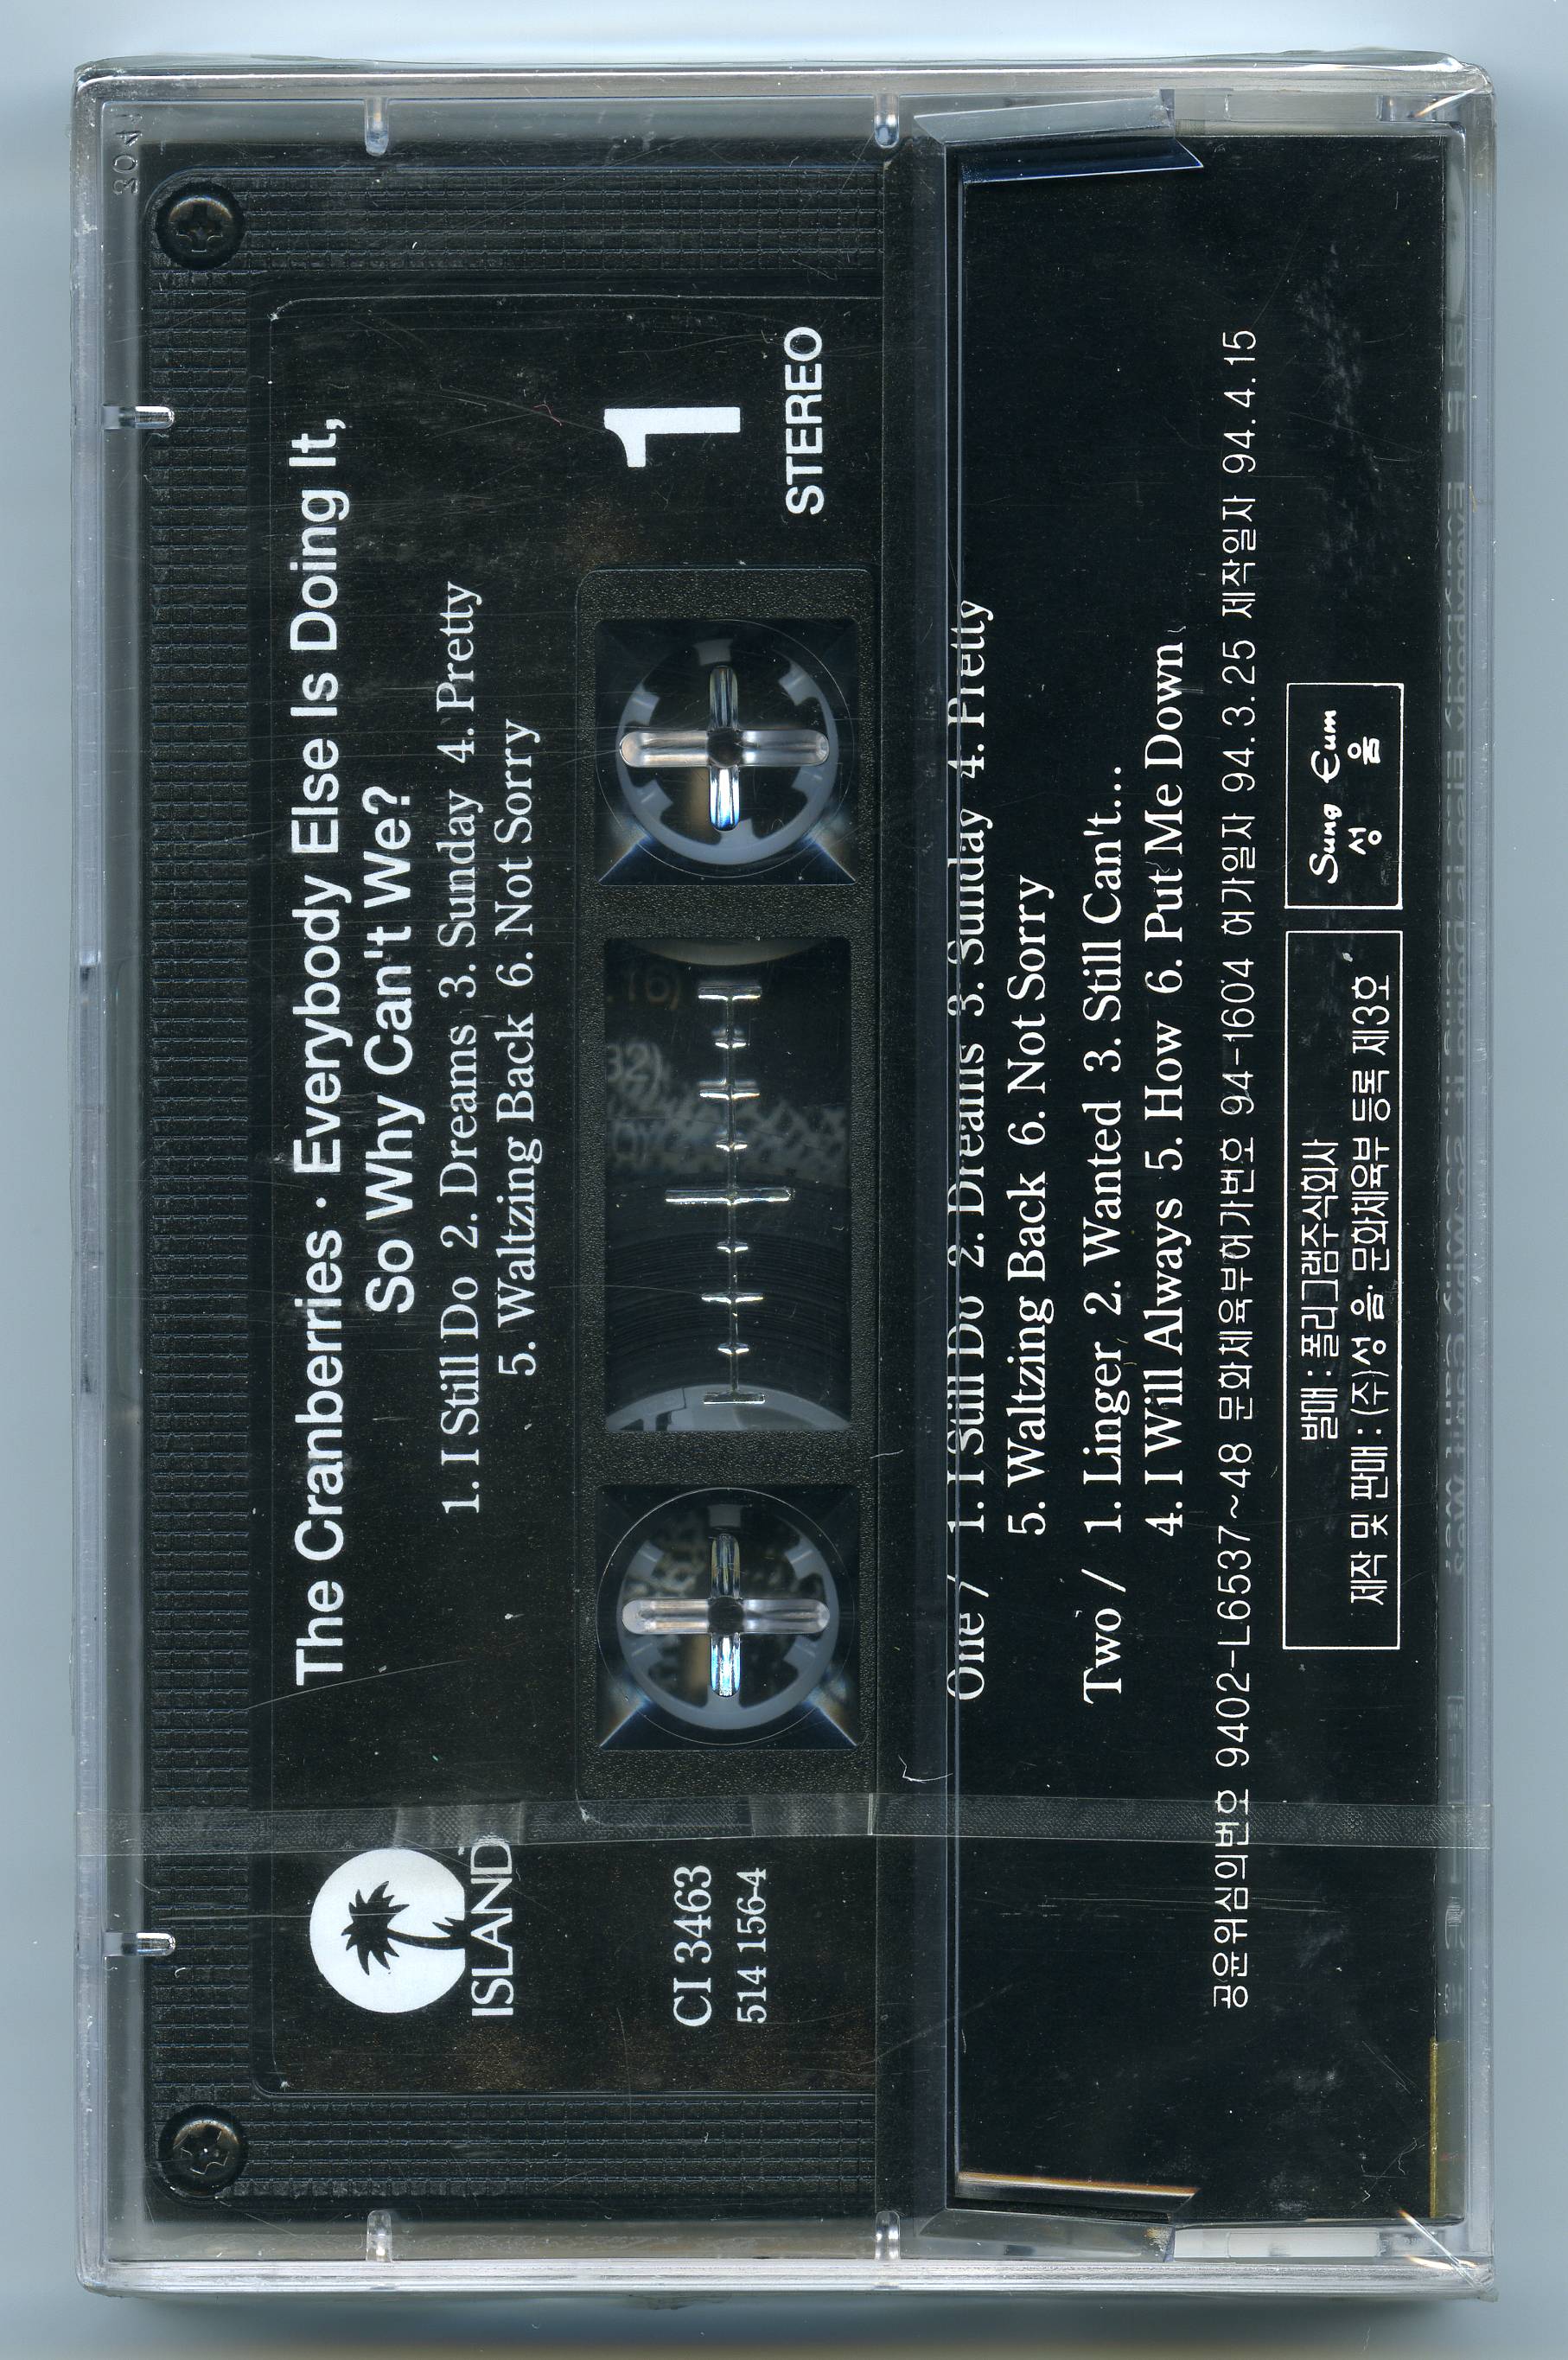 The Cranberries · Everybody Else Is Doing It,
So Why Can't We?
1. I Still Do 2. Dreams 3. Sunday 4. Pretty
5. Waltzing Back 6. Not Sorry
ISLAND
1
STEREO
CI 3463
514 156-4
One / 1. I Still Do 2. Dreams 3. Sunday 4. Pretty
5. Waltzing Back 6. Not Sorry
Two / 1. Linger 2. Wanted 3. Still Can't...
4. I Will Always 5. How 6. Put Me Down
공윤위심의번호 9402-L6537~48 문화체육부허가번호 94-1604 허가일자 94.3.25 제작일자 94.4.15
발매 : 폴리그램주식회사
제작 및 판매 : (주)성 음· 문화체육부 등록 제3호
Sung Eum
성 음